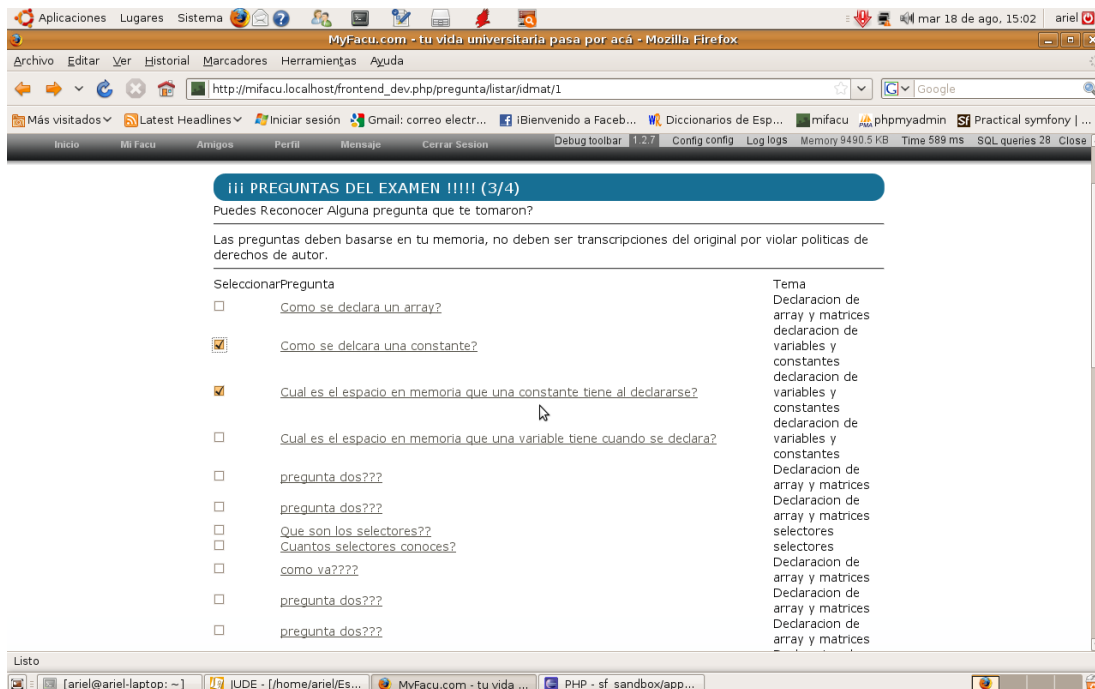 Aplicaciones Lugares Sistema mar 18 de ago, 15:02 ariel
MyFacu.com - tu vida universitaria pasa por acá - Mozilla Firefox
Archivo Editar Ver Historial Marcadores Herramientas Ayuda
http://mifacu.localhost/frontend_dev.php/pregunta/listar/idmat/1 Google
Más visitados Latest Headlines Iniciar sesión Gmail: correo electr... ¡Bienvenido a Faceb... Diccionarios de Esp... mifacu phpmyadmin Practical symfony | ...
Inicio Mi Facu Amigos Perfil Mensaje Cerrar Sesion Debug toolbar 1.2.7 Config config Log logs Memory 9490.5 KB Time 589 ms SQL queries 28 Close
¡¡¡ PREGUNTAS DEL EXAMEN !!!!! (3/4)
Puedes Reconocer Alguna pregunta que te tomaron?
Las preguntas deben basarse en tu memoria, no deben ser transcripciones del original por violar politicas de
derechos de autor.
SeleccionarPregunta Tema
Como se declara un array? Declaracion de
array y matrices
Como se delcara una constante? declaracion de
variables y
constantes
Cual es el espacio en memoria que una constante tiene al declararse? declaracion de
variables y
constantes
Cual es el espacio en memoria que una variable tiene cuando se declara? declaracion de
variables y
constantes
pregunta dos??? Declaracion de
array y matrices
pregunta dos??? Declaracion de
array y matrices
Que son los selectores?? selectores
Cuantos selectores conoces? selectores
como va???? Declaracion de
array y matrices
pregunta dos??? Declaracion de
array y matrices
pregunta dos??? Declaracion de
array y matrices
Listo
[ariel@ariel-laptop: ~] JUDE - [/home/ariel/Es... MyFacu.com - tu vida ... PHP - sf_sandbox/app...